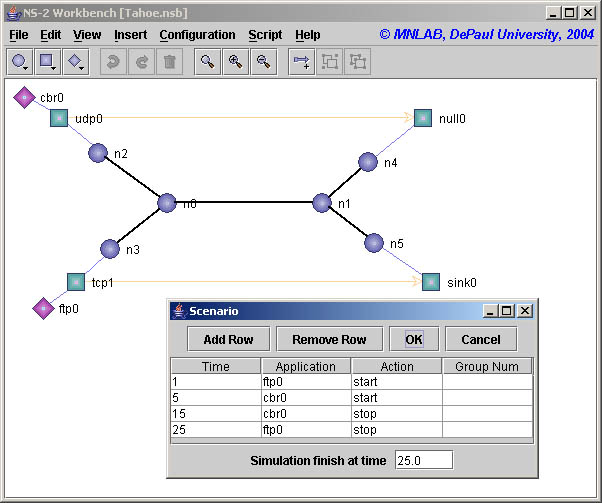 NS-2 Workbench [Tahoe.nsb]
File Edit View Insert Configuration Script Help © MNLAB, DePaul University, 2004
cbr0
udp0 null0
n2 n4
n0 n1
n3 n5
tcp1 sink0
ftp0
Scenario
Add Row Remove Row OK Cancel
Time Application Action Group Num
1 ftp0 start
5 cbr0 start
15 cbr0 stop
25 ftp0 stop
Simulation finish at time 25.0